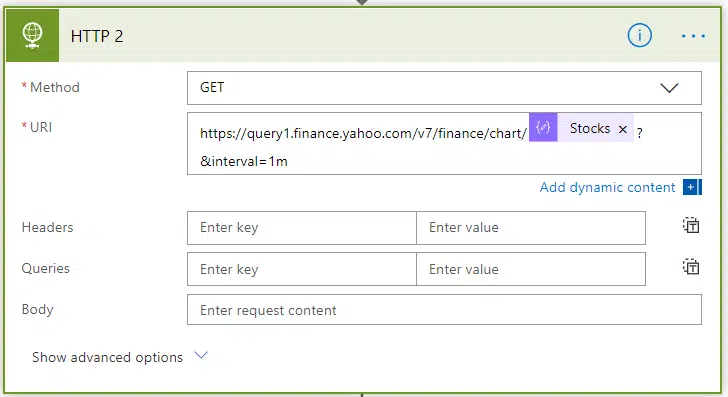 HTTP 2
* Method
GET
* URI
https://query1.finance.yahoo.com/v7/finance/chart/ Stocks × ?
&interval=1m
Add dynamic content
Headers
Enter key Enter value
Queries
Enter key Enter value
Body
Enter request content
Show advanced options